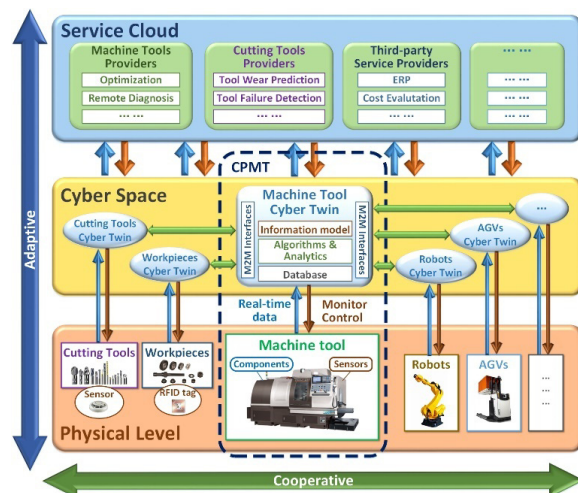 Service Cloud
Machine Tools
Providers
Optimization
Remote Diagnosis
... ...
Cutting Tools
Providers
Tool Wear Prediction
Tool Failure Detection
... ...
Third-party
Service Providers
ERP
Cost Evalutation
... ...
... ...
... ...
... ...
... ...
CPMT
Cyber Space
Machine Tool
Cyber Twin
M2M Interfaces
Information model
Algorithms &
Analytics
Database
M2M Interfaces
Cutting Tools
Cyber Twin
Workpieces
Cyber Twin
Robots
Cyber Twin
AGVs
Cyber Twin
...
Real-time
data
Monitor
Control
Cutting Tools
Sensor
Workpieces
RFID tag
Machine tool
Components
Sensors
Robots
AGVs
... 
...
...
Physical Level
Adaptive
Cooperative